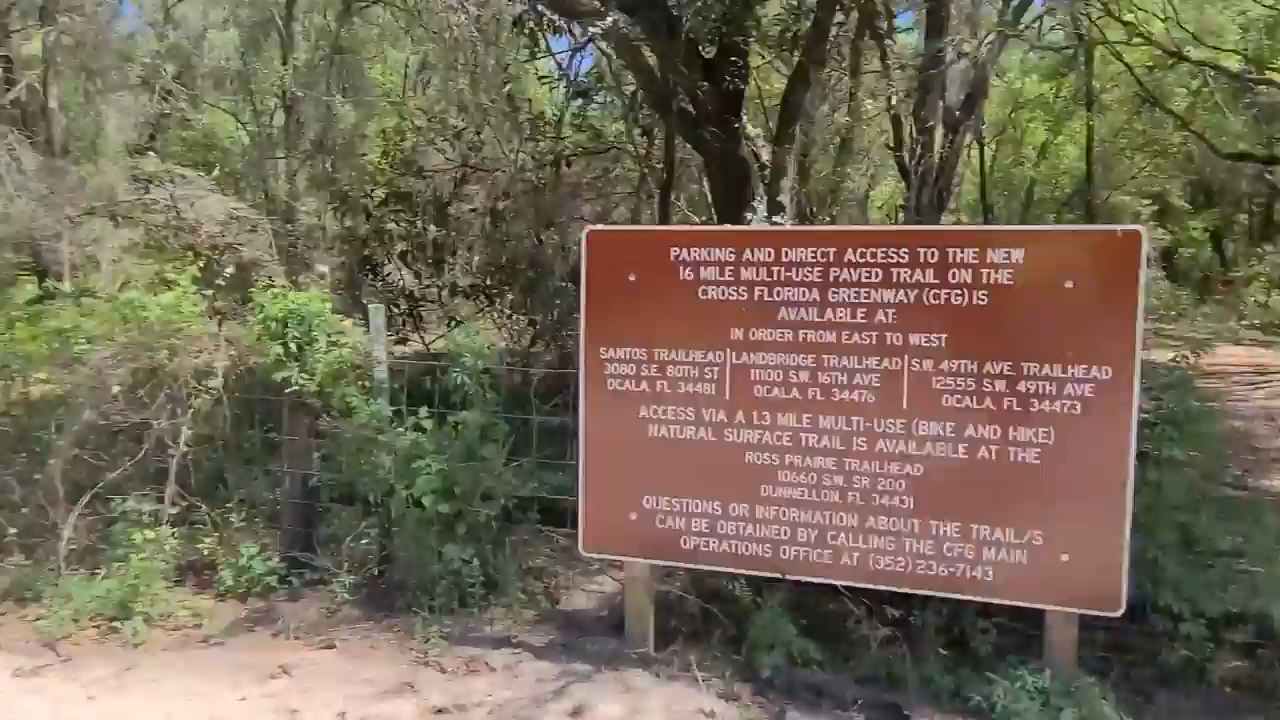 PARKING AND DIRECT ACCESS TO THE NEW
16 MILE MULTI-USE PAVED TRAIL ON THE
CROSS FLORIDA GREENWAY (CFG) IS
AVAILABLE AT:
IN ORDER FROM EAST TO WEST
SANTOS TRAILHEAD
3080 S.E. 80TH ST
OCALA, FL 34481
LANDBRIDGE TRAILHEAD
11100 S.W. 16TH AVE
OCALA, FL 34476
S.W. 49TH AVE. TRAILHEAD
12555 S.W. 49TH AVE
OCALA, FL 34473
ACCESS VIA A 1.3 MILE MULTI-USE (BIKE AND HIKE)
NATURAL SURFACE TRAIL IS AVAILABLE AT THE
ROSS PRAIRIE TRAILHEAD
10660 S.W. SR 200
DUNNELLON, FL 34431
QUESTIONS OR INFORMATION ABOUT THE TRAIL/S
CAN BE OBTAINED BY CALLING THE CFG MAIN
OPERATIONS OFFICE AT (352) 236-7143